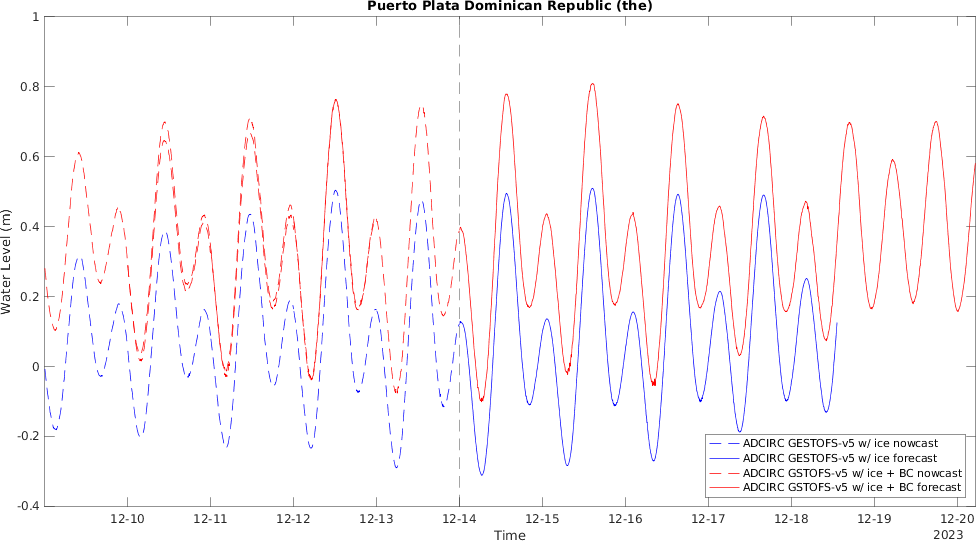 Puerto Plata Dominican Republic (the)
1
0.8
0.6
0.4
0.2
0
-0.2
-0.4
Water Level (m)
ADCIRC GESTOFS-v5 w/ ice nowcast
ADCIRC GESTOFS-v5 w/ ice forecast
ADCIRC GSTOFS-v5 w/ ice + BC nowcast
ADCIRC GSTOFS-v5 w/ ice + BC forecast
12-10 12-11 12-12 12-13 12-14 12-15 12-16 12-17 12-18 12-19 12-20
Time 2023